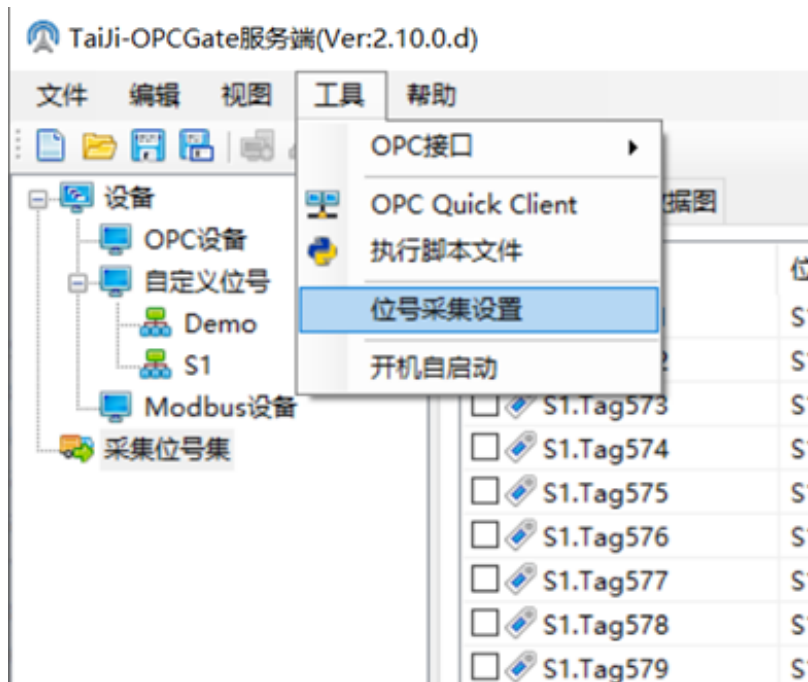 TaiJi-OPCGate服务端(Ver:2.10.0.d)
文件 编辑 视图 工具 帮助
OPC接口
OPC Quick Client
执行脚本文件
位号采集设置
开机自启动
设备
OPC设备
自定义位号
Demo
S1
Modbus设备
采集位号集
据图
S1.Tag573
S1.Tag574
S1.Tag575
S1.Tag576
S1.Tag577
S1.Tag578
S1.Tag579